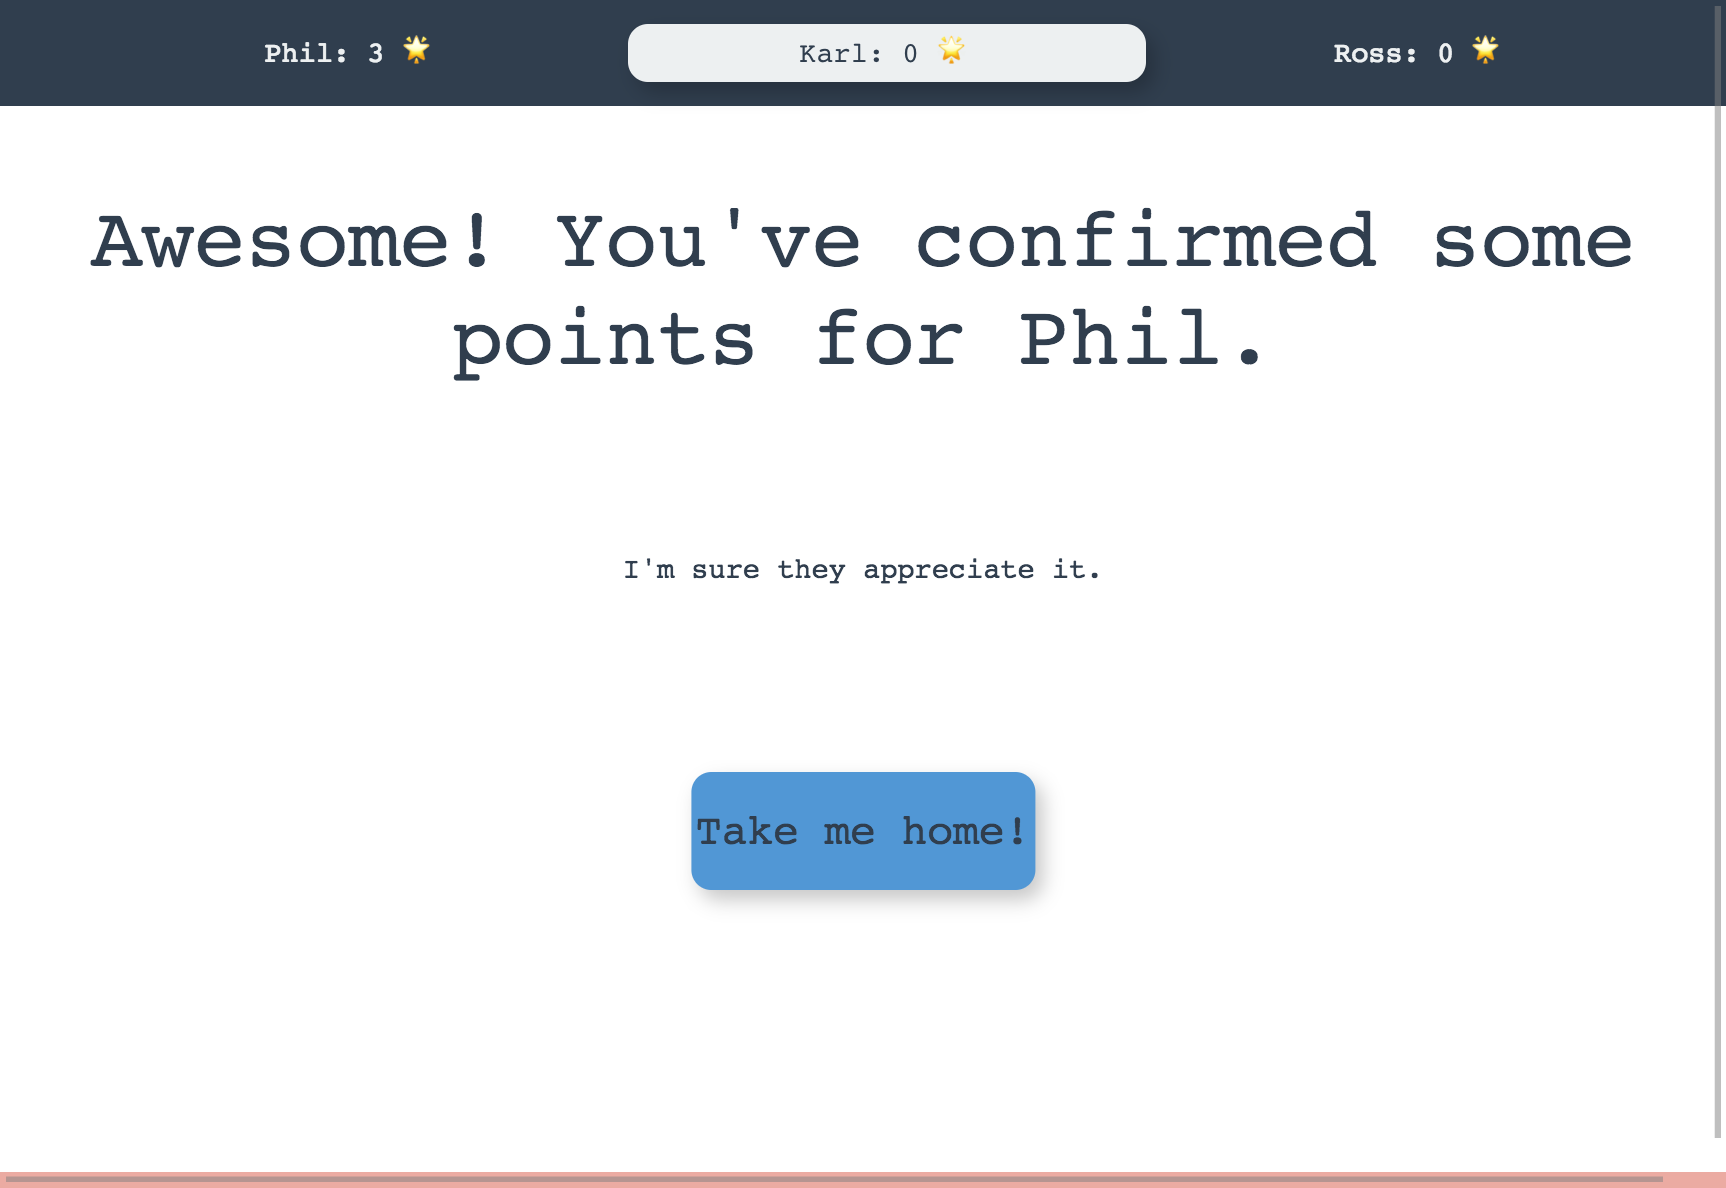 Phil: 3 🌟
Karl: 0 🌟
Ross: 0 🌟
Awesome! You've confirmed some
points for Phil.
I'm sure they appreciate it.
Take me home!